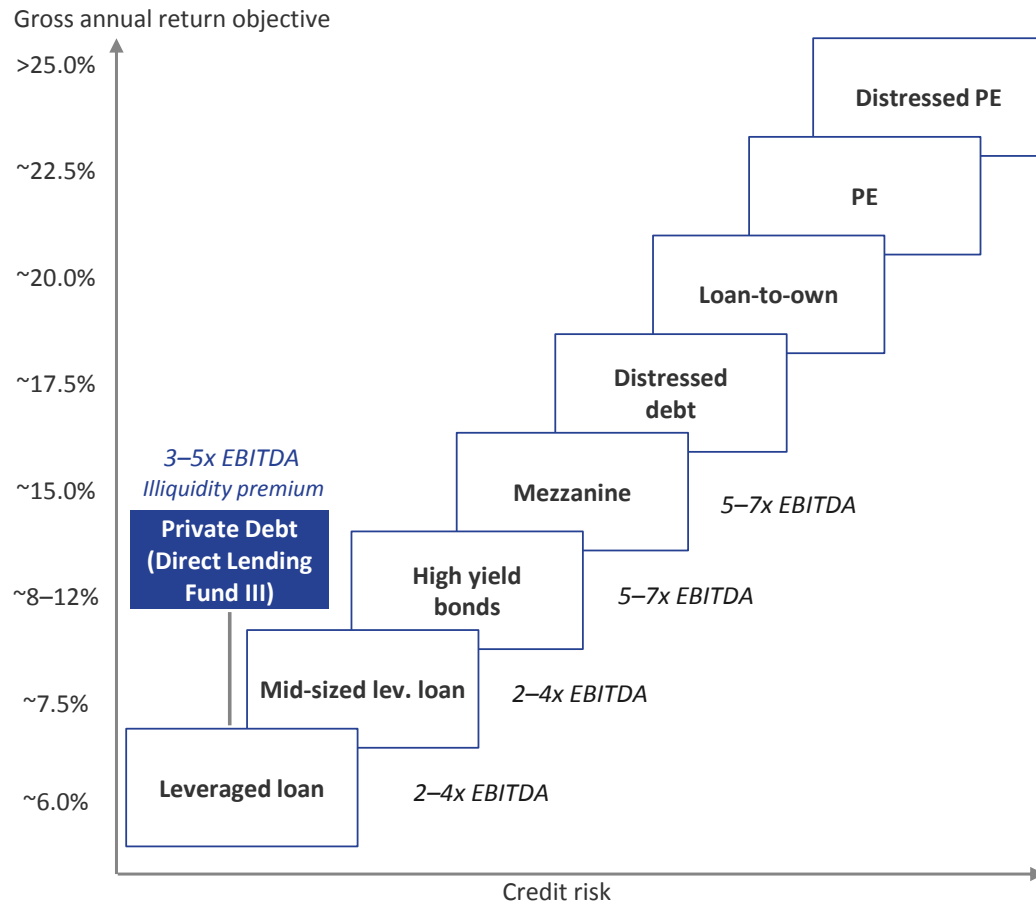 Gross annual return objective
>25.0%
Distressed PE
~22.5%
PE
~20.0%
Loan-to-own
~17.5%
Distressed
debt
3–5x EBITDA
Illiquidity premium
~15.0%
Mezzanine
5–7x EBITDA
Private Debt
(Direct Lending
Fund III)
~8–12%
High yield
bonds
5–7x EBITDA
~7.5%
Mid-sized lev. loan
2–4x EBITDA
~6.0%
Leveraged loan
2–4x EBITDA
Credit risk